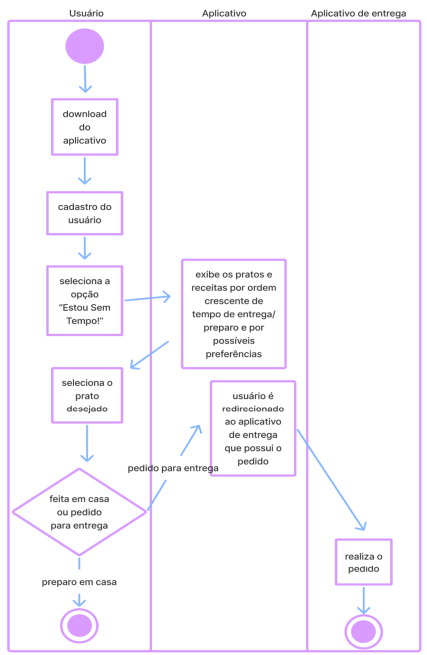 Usuário
Aplicativo
Aplicativo de entrega
download
do
aplicativo
cadastro do
usuário
seleciona a
opção
"Estou Sem
Tempo!"
exibe os pratos e
receitas por ordem
crescente de
tempo de entrega/
preparo e por
possíveis
preferências
seleciona o
prato
desejado
usuário é
redirecionado
ao aplicativo
de entrega
que possui o
pedido
pedido para entrega
feita em casa
ou pedido
para entrega
realiza o
pedido
preparo em casa